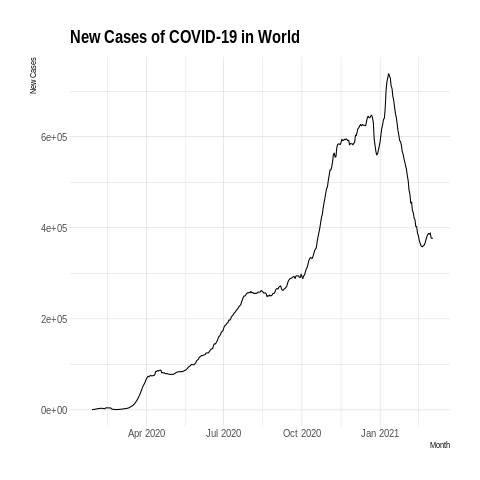 New Cases of COVID-19 in World
New Cases
6e+05
4e+05
2e+05
0e+00
Apr 2020 Jul 2020 Oct 2020 Jan 2021
Month